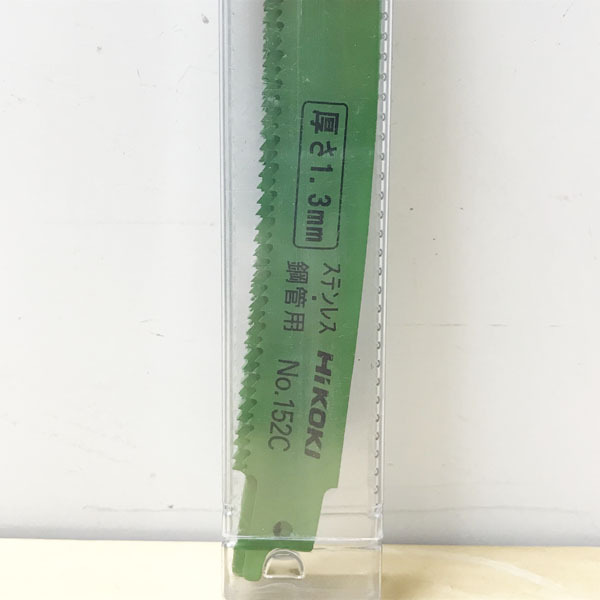 厚さ1.3mm
ステンレス・
鋼管用
HiKOKI
No.152C